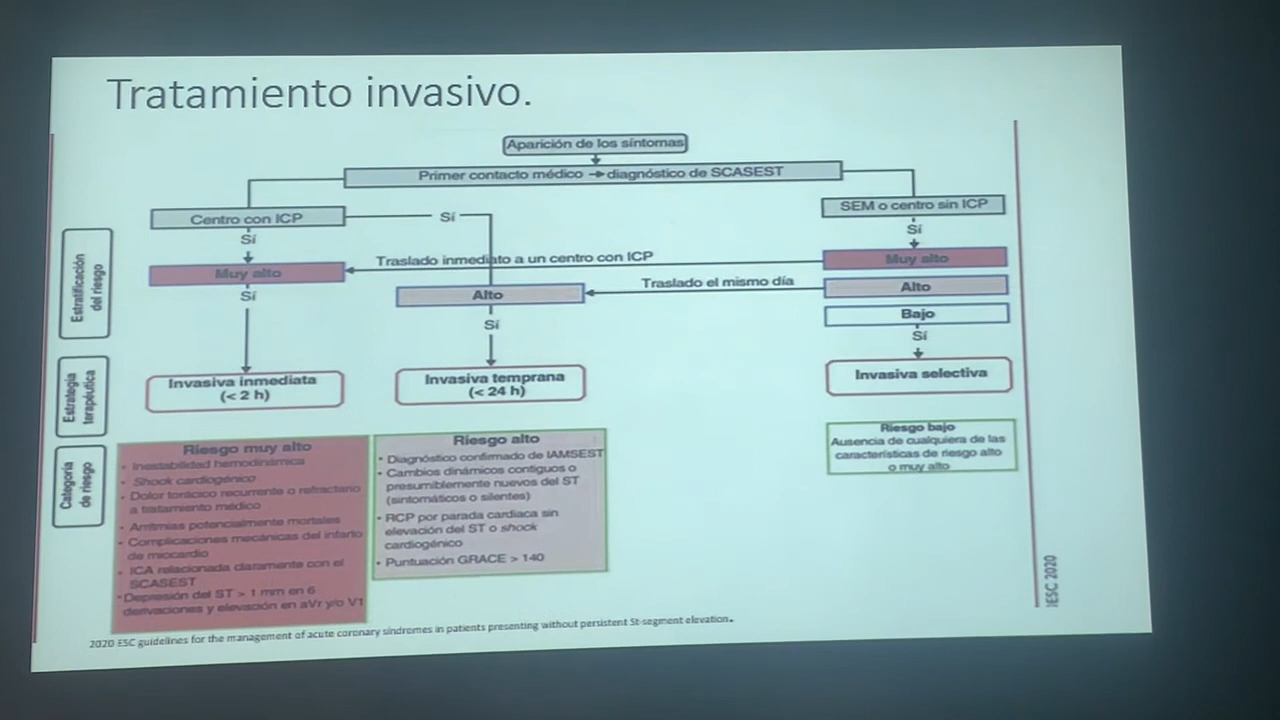 Tratamiento invasivo.
Aparición de los síntomas
Primer contacto médico → diagnóstico de SCASEST
Centro con ICP
Sí
SEM o centro sin ICP
Sí
Sí
Estratificación
del riesgo
Muy alto
Traslado inmediato a un centro con ICP
Muy alto
Sí
Alto
Traslado el mismo día
Alto
Sí
Bajo
Sí
Estrategia
terapéutica
Invasiva inmediata
(< 2 h)
Invasiva temprana
(< 24 h)
Invasiva selectiva
Categoría
de riesgo
Riesgo muy alto
• Inestabilidad hemodinámica
• Shock cardiogénico
• Dolor torácico recurrente o refractario
a tratamiento médico
• Arritmias potencialmente mortales
• Complicaciones mecánicas del infarto
de miocardio
• ICA relacionada claramente con el
SCASEST
• Depresión del ST > 1 mm en 6
derivaciones y elevación en aVr y/o V1
Riesgo alto
• Diagnóstico confirmado de IAMSEST
• Cambios dinámicos contiguos o
presumiblemente nuevos del ST
(sintomáticos o silentes)
• RCP por parada cardiaca sin
elevación del ST o shock
cardiogénico
• Puntuación GRACE > 140
Riesgo bajo
Ausencia de cualquiera de las
características de riesgo alto
o muy alto
ESC 2020
2020 ESC guidelines for the management of acute coronary síndromes in patients presenting without persistent St-segment elevation.